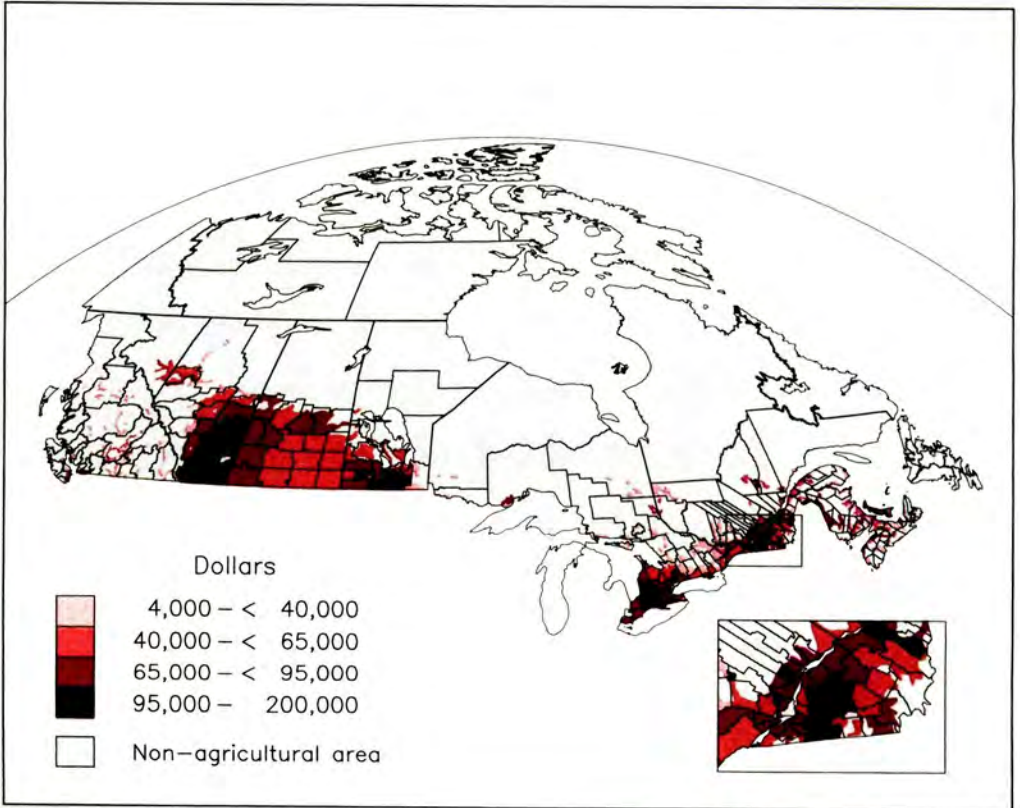 Dollars
4,000 – < 40,000
40,000 – < 65,000
65,000 – < 95,000
95,000 – 200,000
Non–agricultural area